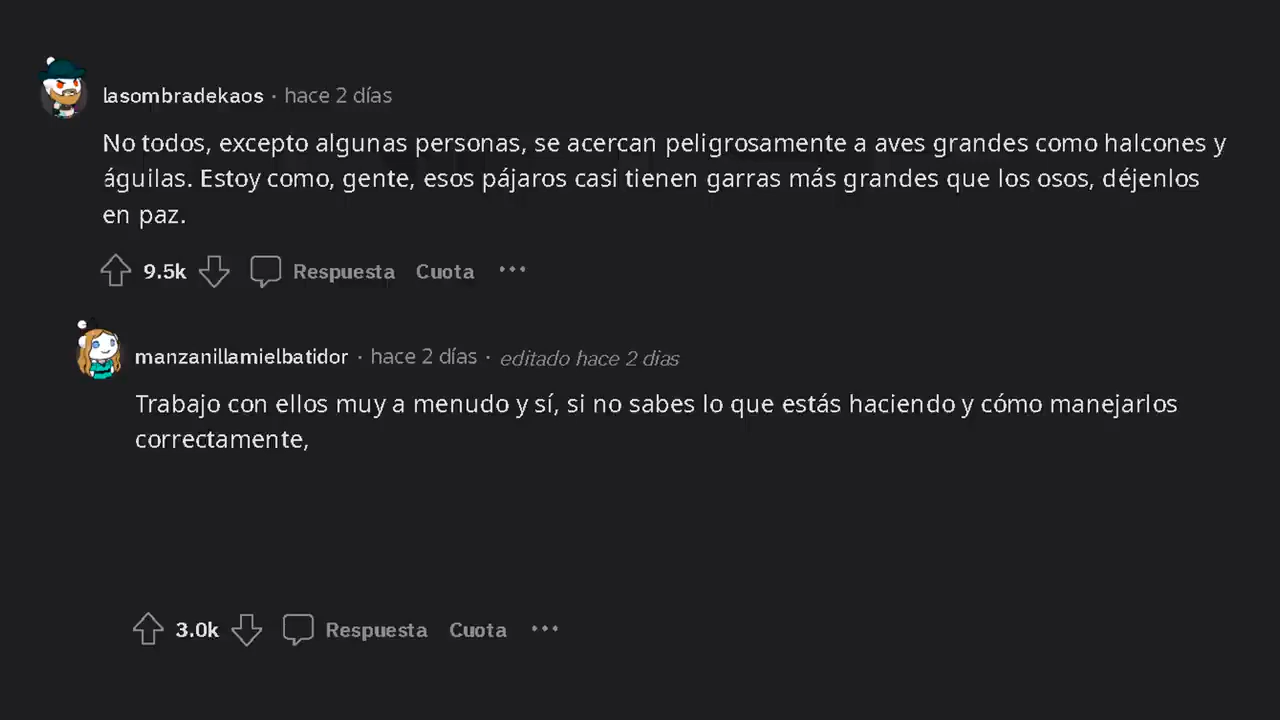 lasombradekaos · hace 2 días
No todos, excepto algunas personas, se acercan peligrosamente a aves grandes como halcones y
águilas. Estoy como, gente, esos pájaros casi tienen garras más grandes que los osos, déjenlos
en paz.
9.5k Respuesta Cuota ···
manzanillamielbatidor · hace 2 días · editado hace 2 dias
Trabajo con ellos muy a menudo y sí, si no sabes lo que estás haciendo y cómo manejarlos
correctamente,
3.0k Respuesta Cuota ···